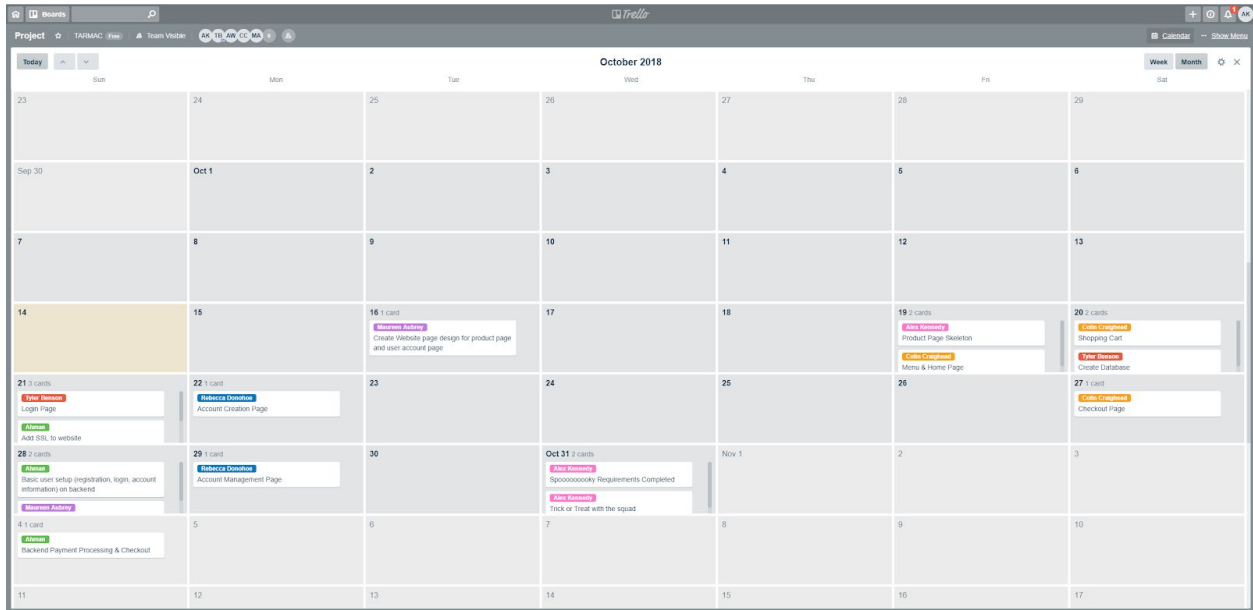 Boards
Trello
1
AK
Project TARMAC Free Team Visible AK TB AW CC MA
Calendar ··· Show Menu
Today October 2018 Week Month
Sun Mon Tue Wed Thu Fri Sat
23 24 25 26 27 28 29
Sep 30 Oct 1 2 3 4 5 6
7 8 9 10 11 12 13
14 15 16 1 card 17 18 19 2 cards 20 2 cards
Maureen Aubrey
Create Website page design for product page
and user account page
Alex Kennedy
Product Page Skeleton
Colin Craighead
Menu & Home Page
Colin Craighead
Shopping Cart
Tyler Benson
Create Database
21 3 cards 22 1 card 23 24 25 26 27 1 card
Tyler Benson
Login Page
Ahmae
Add SSL to website
Rebecca Donohoe
Account Creation Page
Colin Craighead
Checkout Page
28 2 cards 29 1 card 30 Oct 31 2 cards Nov 1 2 3
Ahmae
Basic user setup (registration, login, account
information) on backend
Maureen Aubrey
Rebecca Donohoe
Account Management Page
Alex Kennedy
Spooooooooky Requirements Completed
Alex Kennedy
Trick or Treat with the squad
4 1 card 5 6 7 8 9 10
Ahmae
Backend Payment Processing & Checkout
11 12 13 14 15 16 17